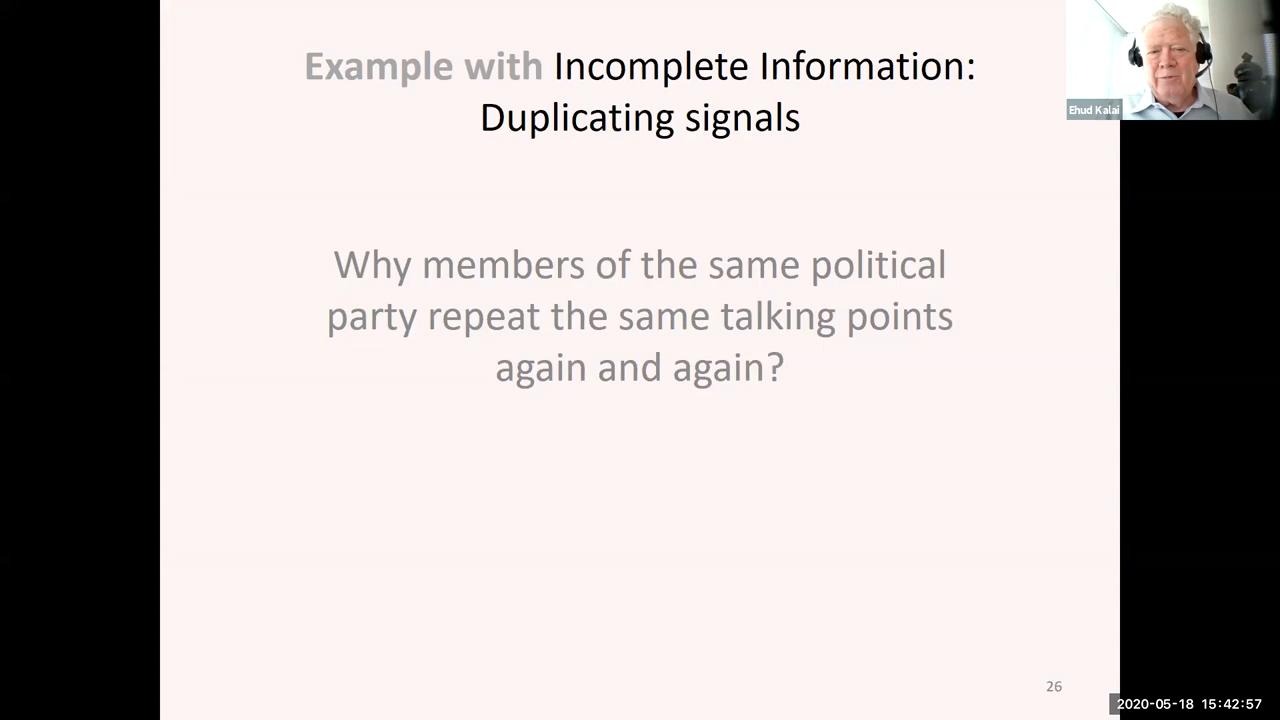 Example with Incomplete Information:
Duplicating signals
Ehud Kalai
Why members of the same political
party repeat the same talking points
again and again?
26
2020-05-18 15:42:57